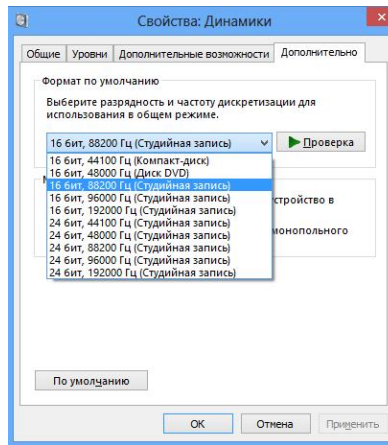 Свойства: Динамики
Общие Уровни Дополнительные возможности Дополнительно
Формат по умолчанию
Выберите разрядность и частоту дискретизации для
использования в общем режиме.
16 бит, 88200 Гц (Студийная запись)
Проверка
16 бит, 44100 Гц (Компакт-диск)
16 бит, 48000 Гц (Диск DVD)
16 бит, 88200 Гц (Студийная запись)
16 бит, 96000 Гц (Студийная запись)
16 бит, 192000 Гц (Студийная запись)
24 бит, 44100 Гц (Студийная запись)
24 бит, 48000 Гц (Студийная запись)
24 бит, 88200 Гц (Студийная запись)
24 бит, 96000 Гц (Студийная запись)
24 бит, 192000 Гц (Студийная запись)
стройство в
монопольного
По умолчанию
ОК Отмена Применить